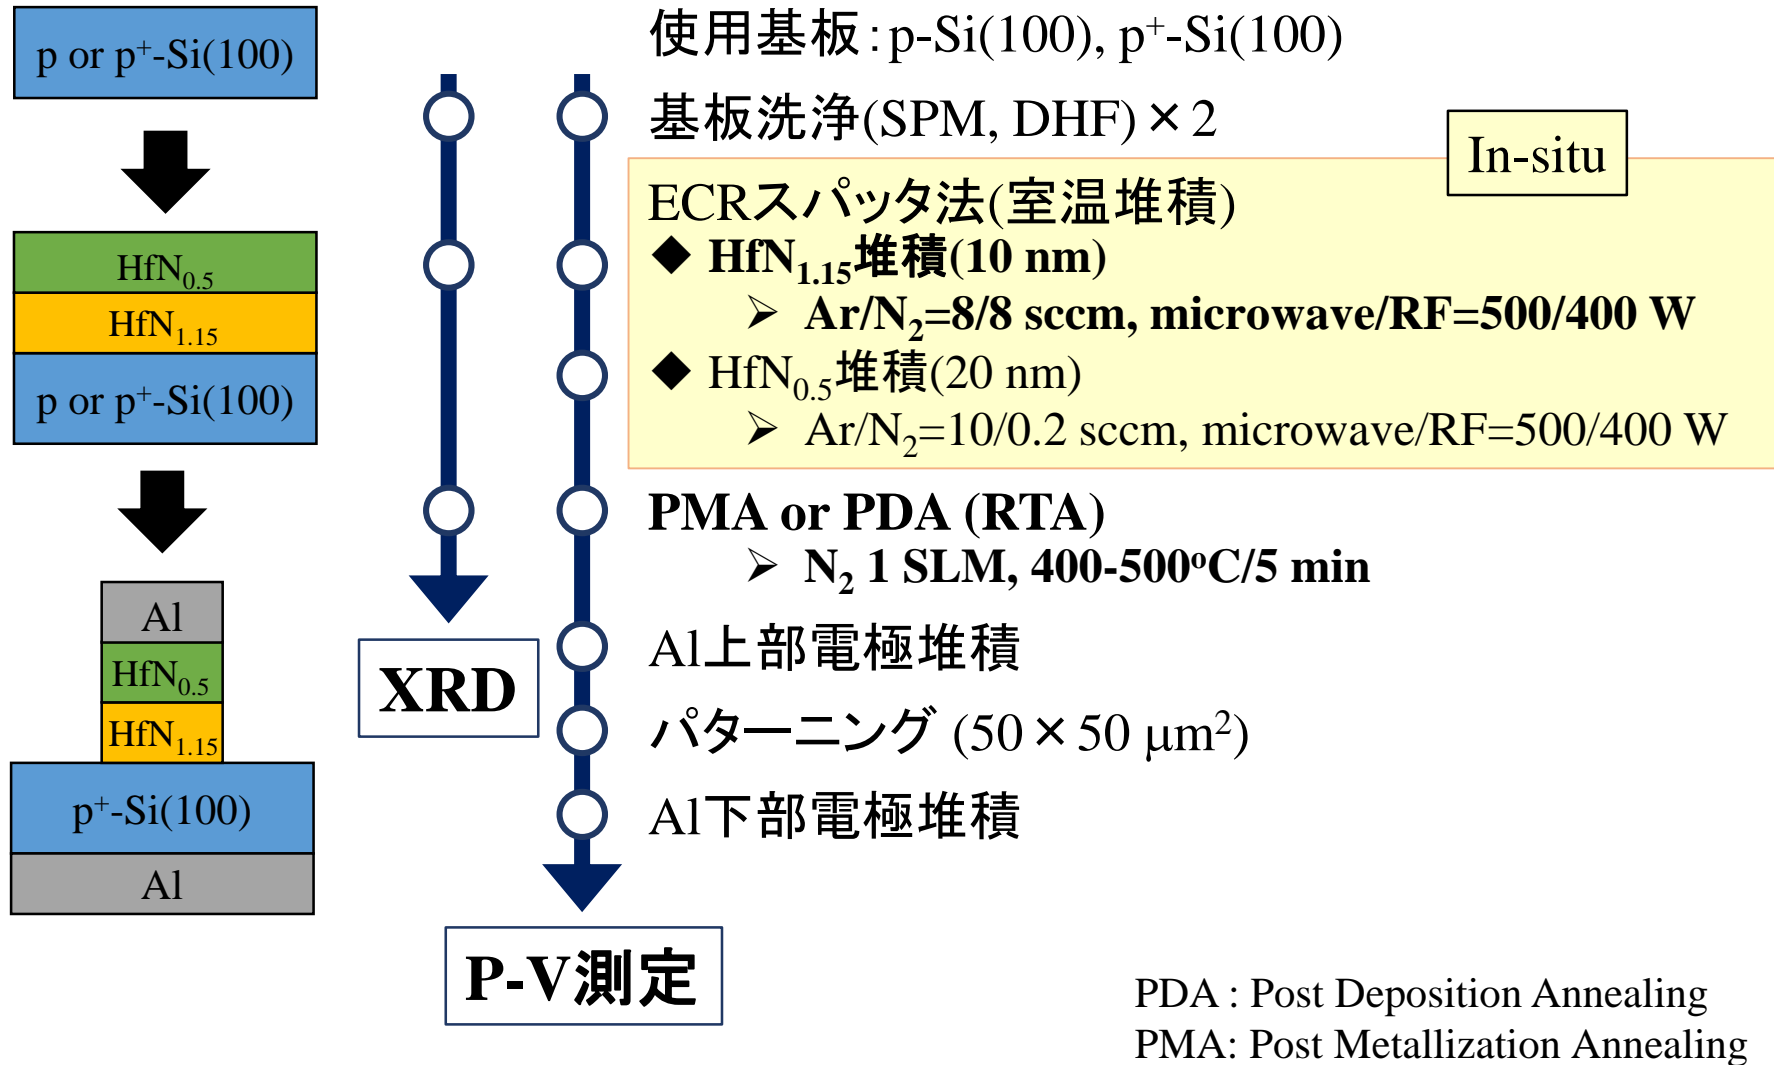 p or p⁺-Si(100)
HfN₀.₅
HfN₁.₁₅
p or p⁺-Si(100)
Al
HfN₀.₅
HfN₁.₁₅
p⁺-Si(100)
Al
XRD
P-V測定
使用基板:p-Si(100), p⁺-Si(100)
基板洗浄(SPM, DHF)×2
In-situ
ECRスパッタ法(室温堆積)
◆ HfN₁.₁₅堆積(10 nm)
➢ Ar/N₂=8/8 sccm, microwave/RF=500/400 W
◆ HfN₀.₅堆積(20 nm)
➢ Ar/N₂=10/0.2 sccm, microwave/RF=500/400 W
PMA or PDA (RTA)
➢ N₂ 1 SLM, 400-500ºC/5 min
Al上部電極堆積
パターニング (50×50 μm²)
Al下部電極堆積
PDA : Post Deposition Annealing
PMA: Post Metallization Annealing